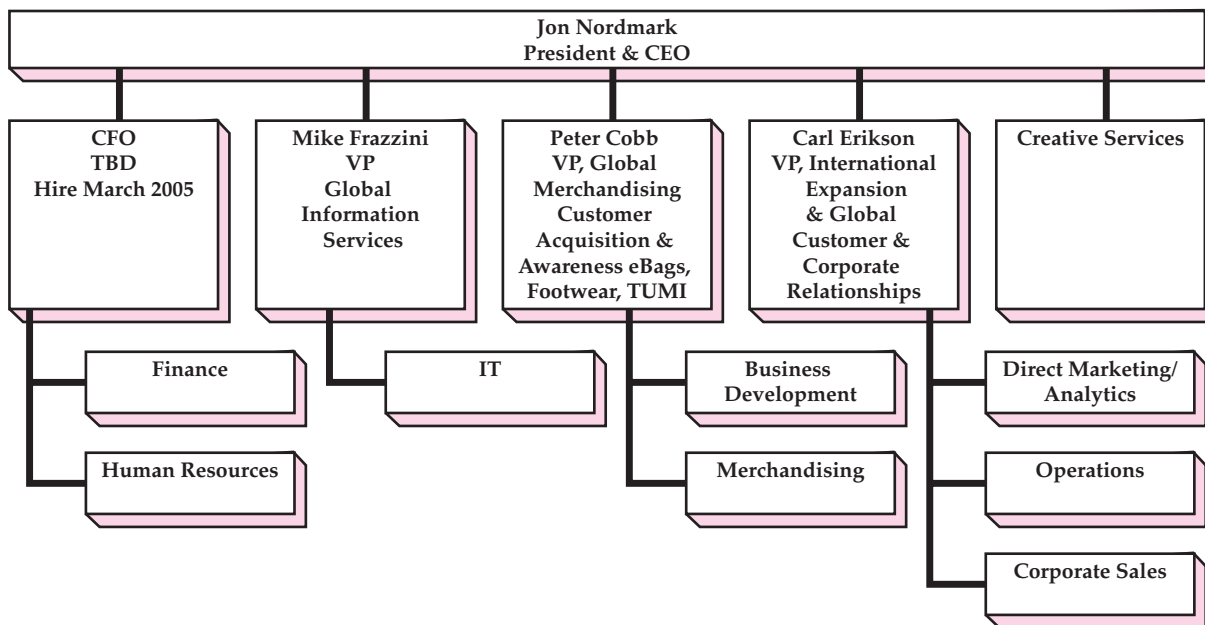 Jon Nordmark
President & CEO
CFO
TBD
Hire March 2005
Mike Frazzini
VP
Global
Information
Services
Peter Cobb
VP, Global
Merchandising
Customer
Acquisition &
Awareness eBags,
Footwear, TUMI
Carl Erikson
VP, International
Expansion
& Global
Customer &
Corporate
Relationships
Creative Services
Finance
Human Resources
IT
Business
Development
Merchandising
Direct Marketing/
Analytics
Operations
Corporate Sales